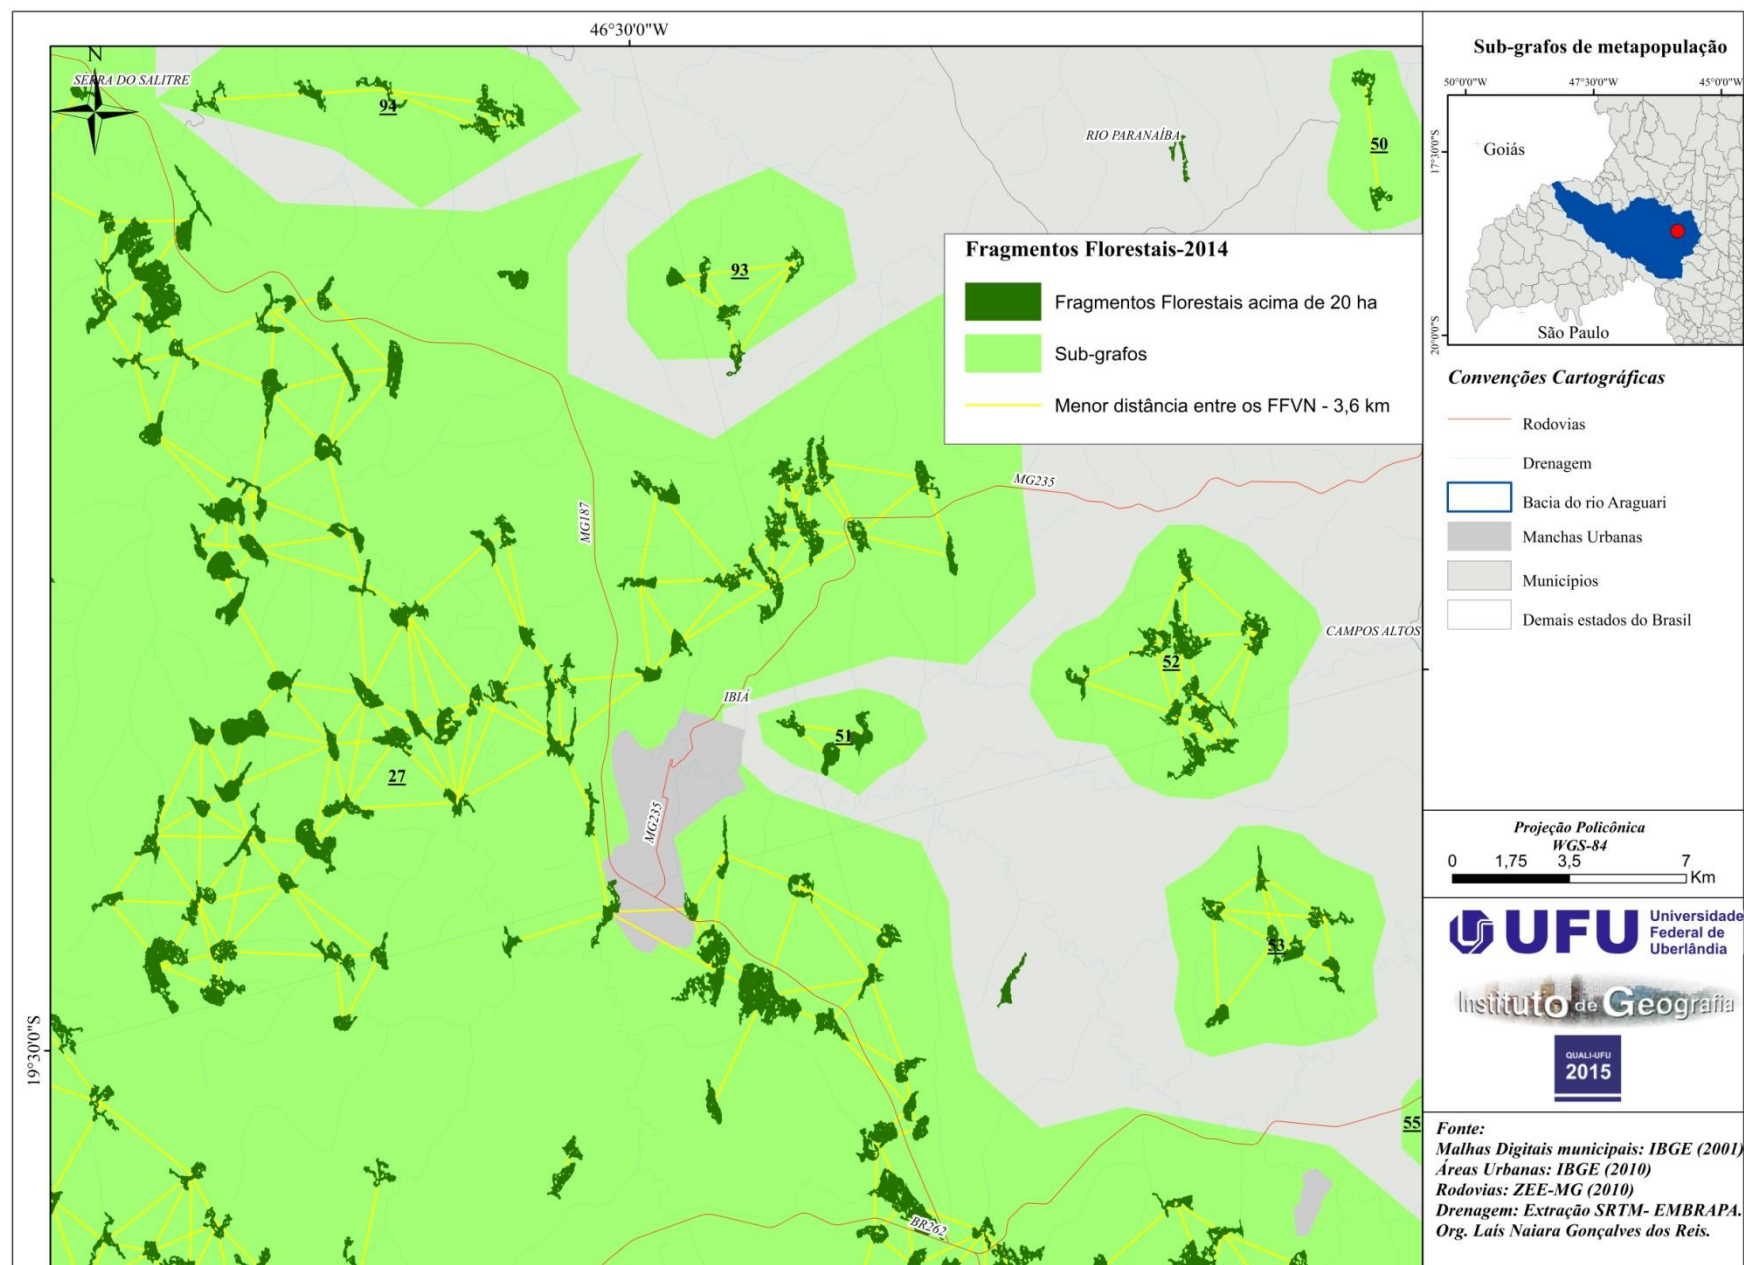 46°30'0"W
N
SERRA DO SALITRE
94
RIO PARANAÍBA
50
93
Fragmentos Florestais-2014
Fragmentos Florestais acima de 20 ha
Sub-grafos
Menor distância entre os FFVN - 3,6 km
MG187
MG235
52
CAMPOS ALTOS
IBIÁ
51
27
MG235
53
19°30'0"S
55
BR262
Sub-grafos de metapopulação
50°0'0"W 47°30'0"W 45°0'0"W
17°30'0"S
Goiás
20°0'0"S
São Paulo
Convenções Cartográficas
Rodovias
Drenagem
Bacia do rio Araguari
Manchas Urbanas
Municípios
Demais estados do Brasil
Projeção Policônica
WGS-84
0 1,75 3,5 7
Km
UFU
Universidade
Federal de
Uberlândia
Instituto de Geografia
QUALI-UFU
2015
Fonte:
Malhas Digitais municipais: IBGE (2001)
Áreas Urbanas: IBGE (2010)
Rodovias: ZEE-MG (2010)
Drenagem: Extração SRTM- EMBRAPA.
Org. Laís Naiara Gonçalves dos Reis.